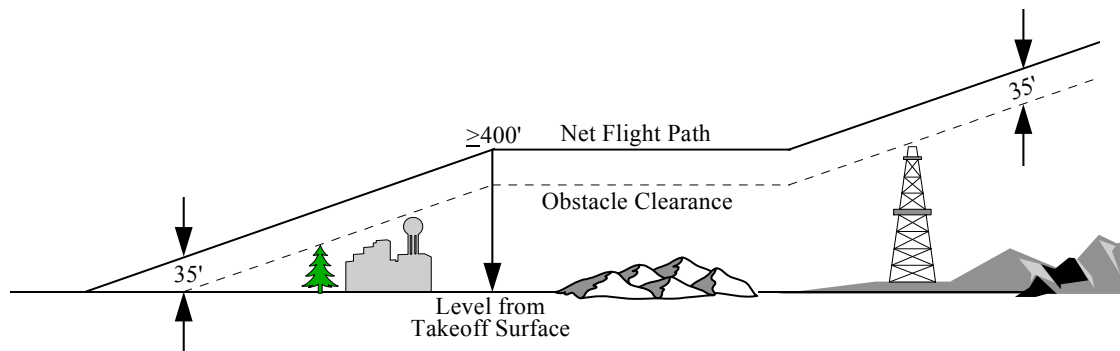 35'
≥400'
Net Flight Path
Obstacle Clearance
35'
Level from
Takeoff Surface